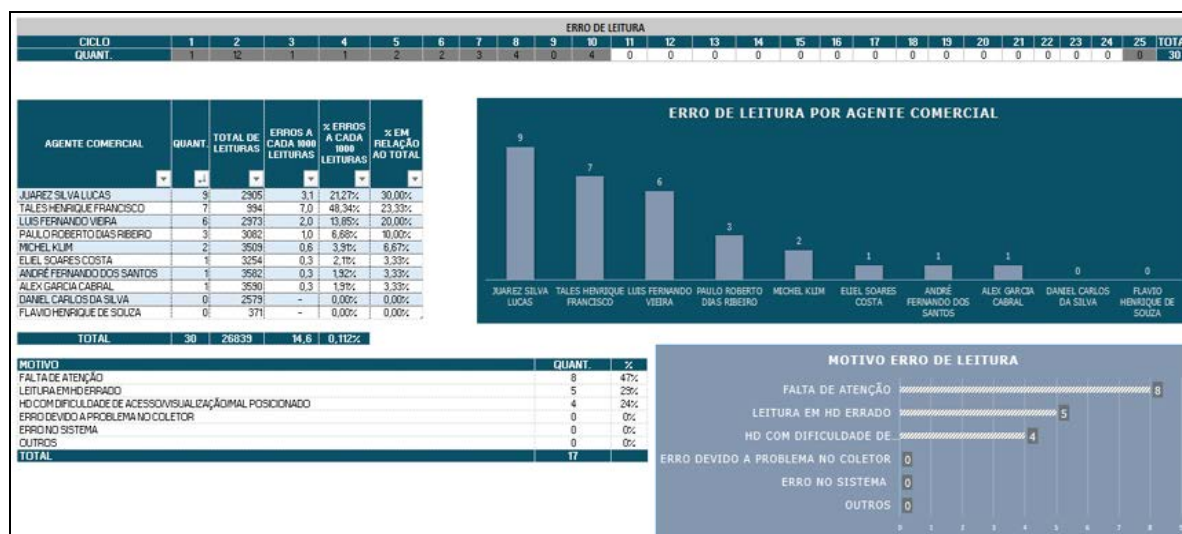 ERRO DE LEITURA
CICLO 1 2 3 4 5 6 7 8 9 10 11 12 13 14 15 16 17 18 19 20 21 22 23 24 25 TOTA
QUANT. 1 12 1 1 2 2 3 4 0 4 0 0 0 0 0 0 0 0 0 0 0 0 0 0 0 30
AGENTE COMERCIAL QUANT. TOTAL DE LEITURAS ERROS A CADA 1000 LEITURAS % ERROS A CADA 1000 LEITURAS % EM RELAÇÃO AO TOTAL
JUAREZ SILVA LUCAS 9 2905 3,1 21,27% 30,00%
TALES HENRIQUE FRANCISCO 7 994 7,0 48,34% 23,33%
LUIS FERNANDO VIEIRA 6 2973 2,0 13,85% 20,00%
PAULO ROBERTO DIAS RIBEIRO 3 3082 1,0 6,68% 10,00%
MICHEL KLIM 2 3509 0,6 3,91% 6,67%
ELIEL SOARES COSTA 1 3254 0,3 2,11% 3,33%
ANDRÉ FERNANDO DOS SANTOS 1 3582 0,3 1,92% 3,33%
ALEX GARCIA CABRAL 1 3590 0,3 1,91% 3,33%
DANIEL CARLOS DA SILVA 0 2579 - 0,00% 0,00%
FLAVIO HENRIQUE DE SOUZA 0 371 - 0,00% 0,00%
TOTAL 30 26839 14,6 0,112%
ERRO DE LEITURA POR AGENTE COMERCIAL
9
7
6
3
2
1
1
1
0
0
JUAREZ SILVA LUCAS
TALES HENRIQUE FRANCISCO
LUIS FERNANDO VIEIRA
PAULO ROBERTO DIAS RIBEIRO
MICHEL KLIM
ELIEL SOARES COSTA
ANDRÉ FERNANDO DOS SANTOS
ALEX GARCIA CABRAL
DANIEL CARLOS DA SILVA
FLAVIO HENRIQUE DE SOUZA
MOTIVO QUANT. %
FALTA DE ATENÇÃO 8 47%
LEITURA EM HD ERRADO 5 29%
HD COM DIFICULDADE DE ACESSO/VISUALIZAÇÃO/MAL POSICIONADO 4 24%
ERRO DEVIDO A PROBLEMA NO COLETOR 0 0%
ERRO NO SISTEMA 0 0%
OUTROS 0 0%
TOTAL 17
MOTIVO ERRO DE LEITURA
FALTA DE ATENÇÃO 8
LEITURA EM HD ERRADO 5
HD COM DIFICULDADE DE... 4
ERRO DEVIDO A PROBLEMA NO COLETOR 0
ERRO NO SISTEMA 0
OUTROS 0
0 1 2 3 4 5 6 7 8 9